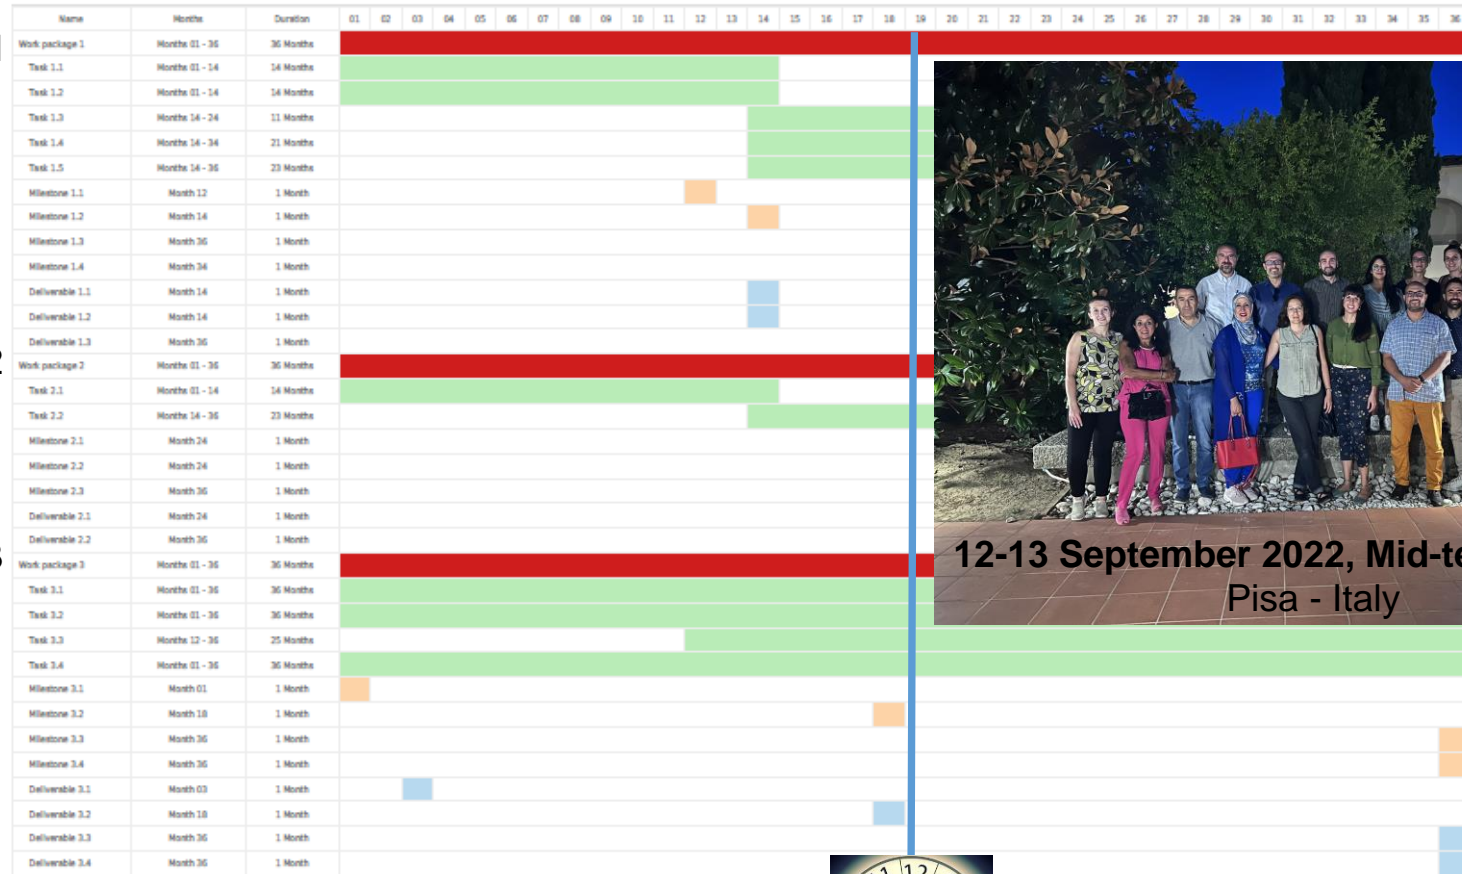 Name Months Duration 01 02 03 04 05 06 07 08 09 10 11 12 13 14 15 16 17 18 19 20 21 22 23 24 25 26 27 28 29 30 31 32 33 34 35 36
Work package 1 Months 01 - 36 36 Months
Task 1.1 Months 01 - 14 14 Months
Task 1.2 Months 01 - 14 14 Months
Task 1.3 Months 14 - 24 11 Months
Task 1.4 Months 14 - 34 21 Months
Task 1.5 Months 14 - 36 23 Months
Milestone 1.1 Month 12 1 Month
Milestone 1.2 Month 14 1 Month
Milestone 1.3 Month 36 1 Month
Milestone 1.4 Month 34 1 Month
Deliverable 1.1 Month 14 1 Month
Deliverable 1.2 Month 14 1 Month
Deliverable 1.3 Month 36 1 Month
Work package 2 Months 01 - 36 36 Months
Task 2.1 Months 01 - 14 14 Months
Task 2.2 Months 14 - 36 23 Months
Milestone 2.1 Month 24 1 Month
Milestone 2.2 Month 24 1 Month
Milestone 2.3 Month 36 1 Month
Deliverable 2.1 Month 24 1 Month
Deliverable 2.2 Month 36 1 Month
Work package 3 Months 01 - 36 36 Months
Task 3.1 Months 01 - 36 36 Months
Task 3.2 Months 01 - 36 36 Months
Task 3.3 Months 12 - 36 25 Months
Task 3.4 Months 01 - 36 36 Months
Milestone 3.1 Month 01 1 Month
Milestone 3.2 Month 18 1 Month
Milestone 3.3 Month 36 1 Month
Milestone 3.4 Month 36 1 Month
Deliverable 3.1 Month 03 1 Month
Deliverable 3.2 Month 18 1 Month
Deliverable 3.3 Month 36 1 Month
Deliverable 3.4 Month 36 1 Month
12-13 September 2022, Mid-te
Pisa - Italy
12